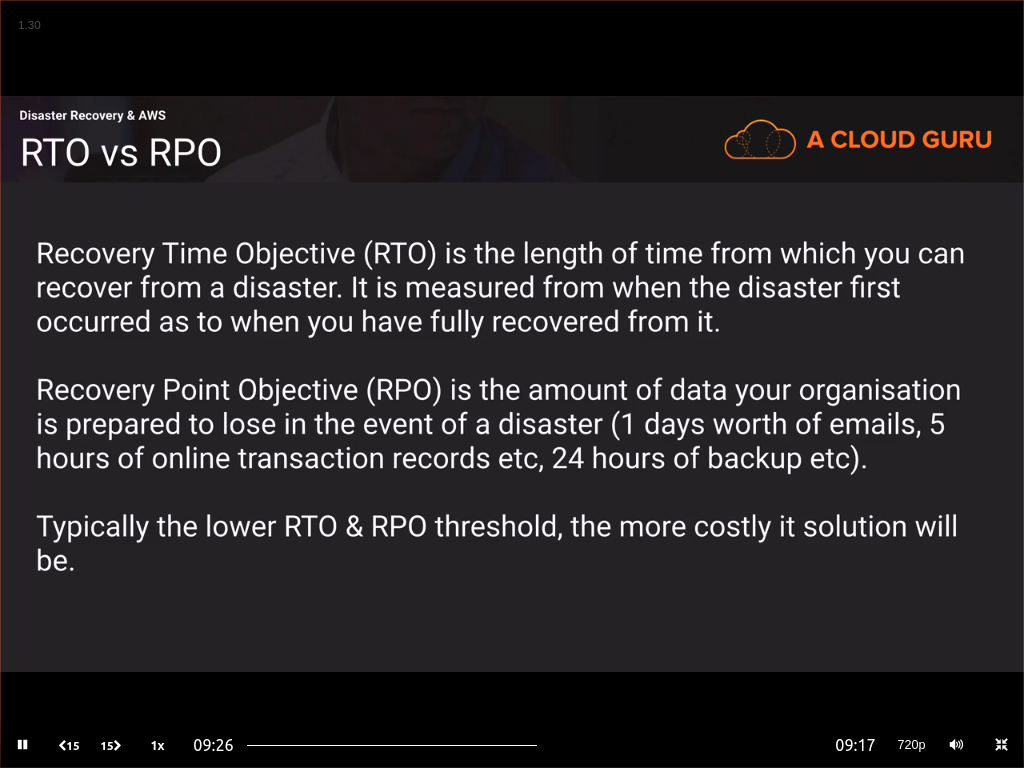 1.30
Disaster Recovery & AWS
RTO vs RPO
A CLOUD GURU
Recovery Time Objective (RTO) is the length of time from which you can
recover from a disaster. It is measured from when the disaster first
occurred as to when you have fully recovered from it.
Recovery Point Objective (RPO) is the amount of data your organisation
is prepared to lose in the event of a disaster (1 days worth of emails, 5
hours of online transaction records etc, 24 hours of backup etc).
Typically the lower RTO & RPO threshold, the more costly it solution will
be.
15 15 1x 09:26 09:17 720p